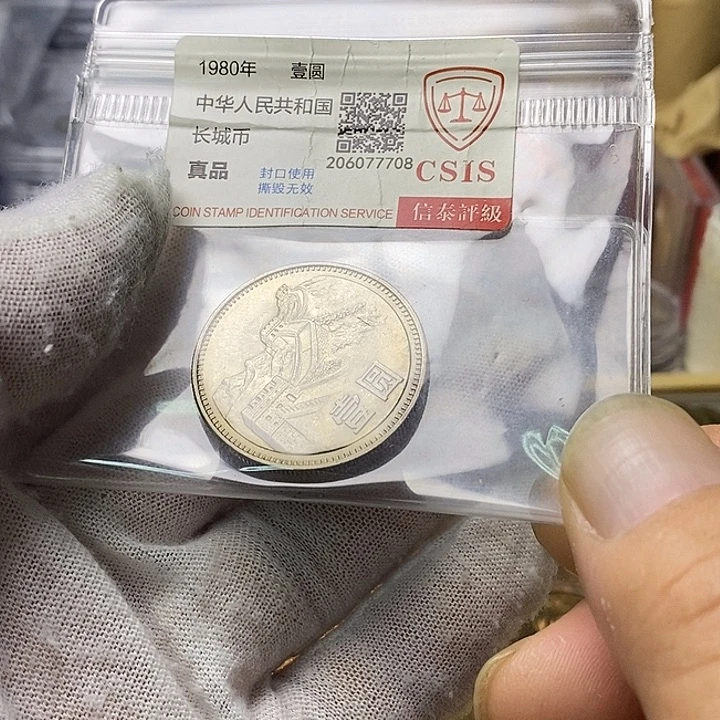 1980年 壹圆
中华人民共和国
长城币
206077708
真品
封口使用
撕毁无效
CSIS
COIN STAMP IDENTIFICATION SERVICE
信泰評級
壹圆